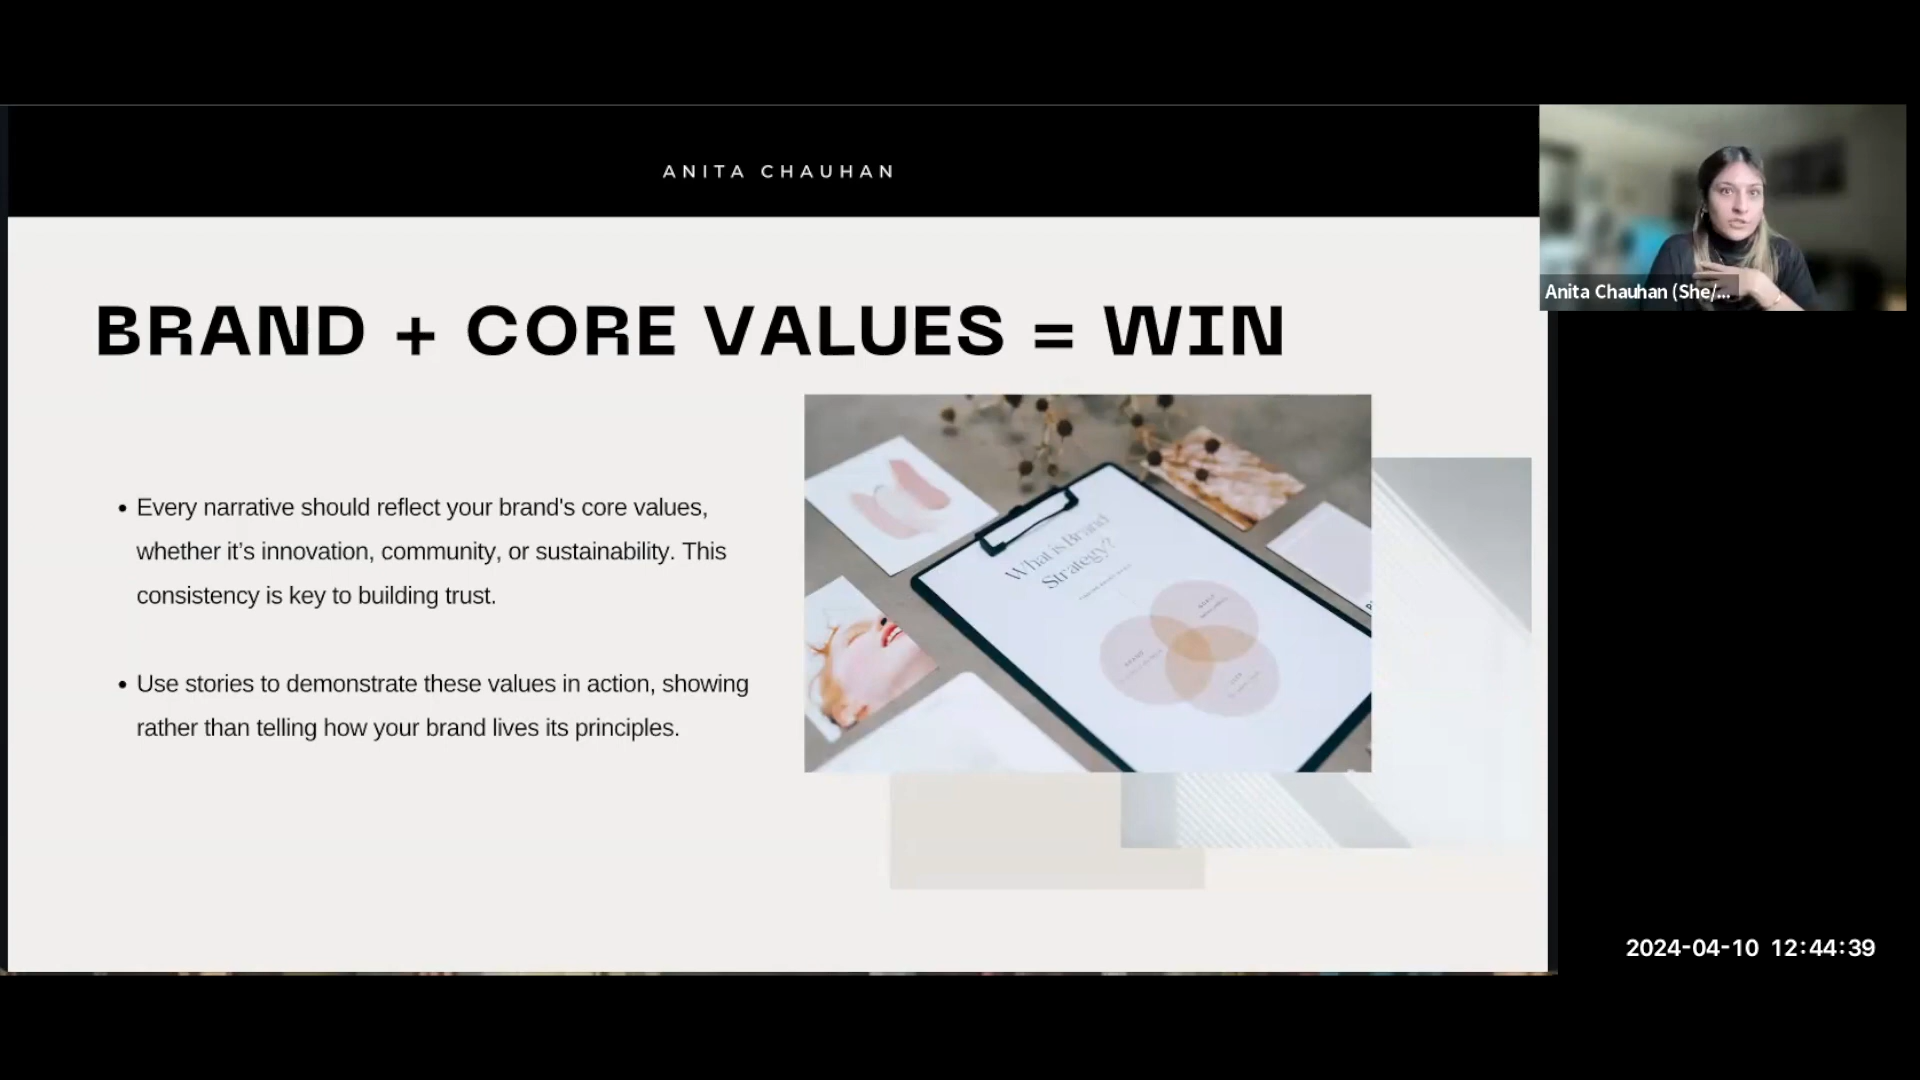 ANITA CHAUHAN
Anita Chauhan (She/...
BRAND + CORE VALUES = WIN
• Every narrative should reflect your brand's core values,
whether it’s innovation, community, or sustainability. This
consistency is key to building trust.
• Use stories to demonstrate these values in action, showing
rather than telling how your brand lives its principles.
What is Brand
Strategy?
2024-04-10 12:44:39